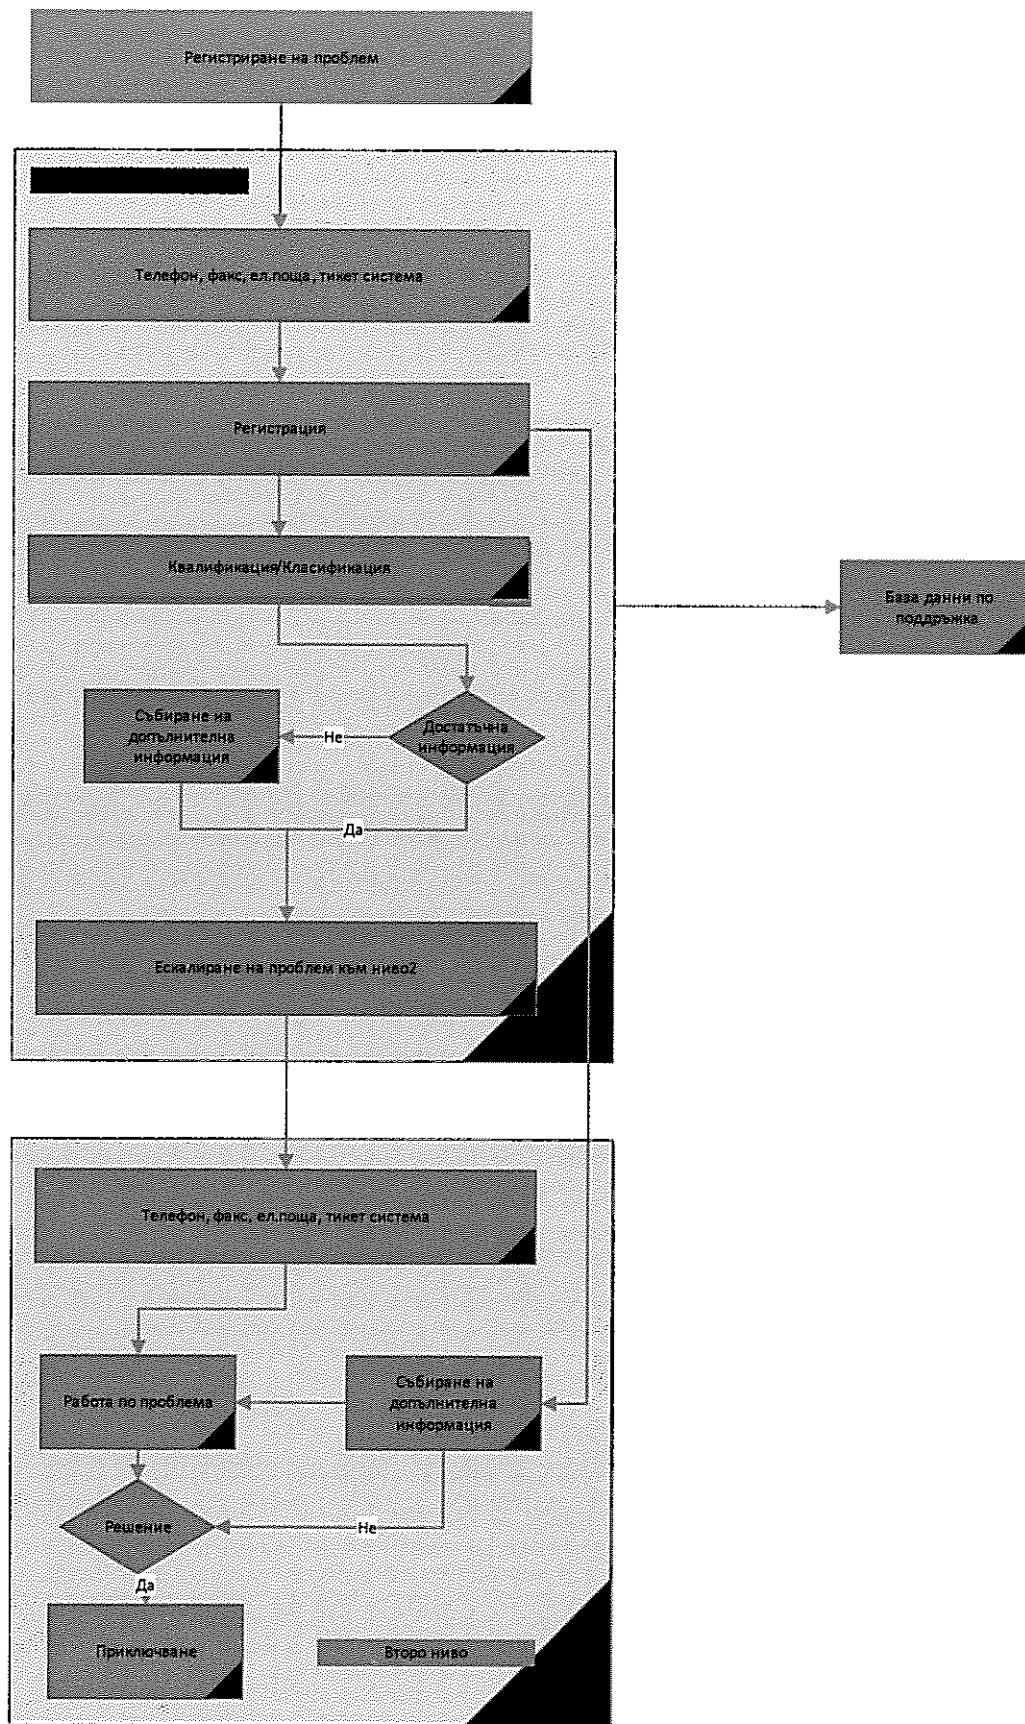 Регистриране на проблем
Телефон, факс, ел.поща, тикет система
Регистрация
Квалификация/Класификация
База данни по
поддръжка
Събиране на
допълнителна
информация
Не
Достатъчна
информация
Да
Ескалиране на проблем към ниво2
Телефон, факс, ел.поща, тикет система
Работа по проблема
Събиране на
допълнителна
информация
Решение
Не
Да
Приключване
Второ ниво